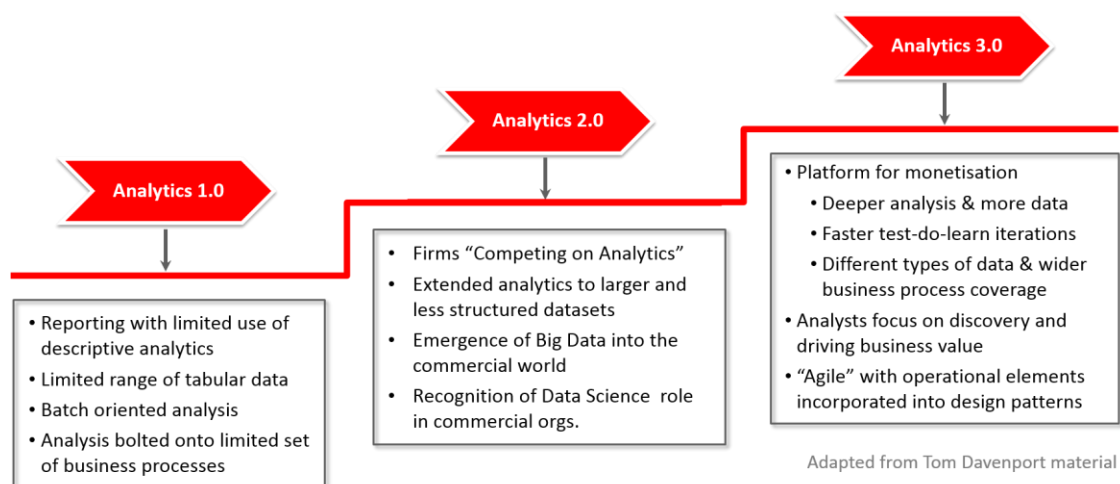 Analytics 1.0
• Reporting with limited use of
descriptive analytics
• Limited range of tabular data
• Batch oriented analysis
• Analysis bolted onto limited set
of business processes
Analytics 2.0
• Firms “Competing on Analytics”
• Extended analytics to larger and
less structured datasets
• Emergence of Big Data into the
commercial world
• Recognition of Data Science role
in commercial orgs.
Analytics 3.0
• Platform for monetisation
• Deeper analysis & more data
• Faster test-do-learn iterations
• Different types of data & wider
business process coverage
• Analysts focus on discovery and
driving business value
• “Agile” with operational elements
incorporated into design patterns
Adapted from Tom Davenport material